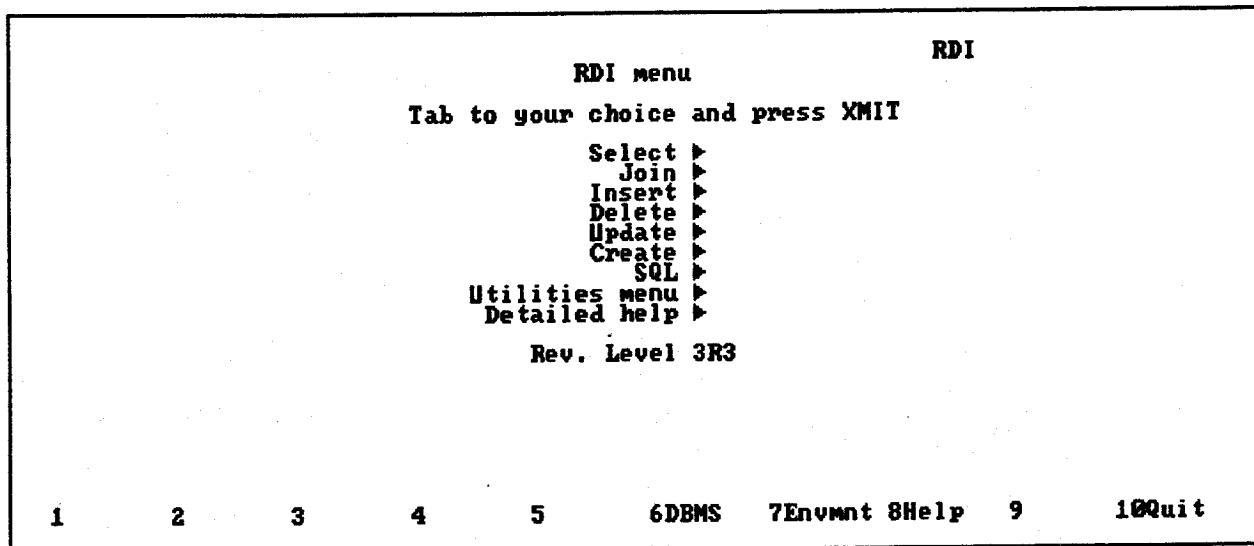 RDI
RDI menu
Tab to your choice and press XMIT
Select ▶
Join ▶
Insert ▶
Delete ▶
Update ▶
Create ▶
SQL ▶
Utilities menu ▶
Detailed help ▶
Rev. Level 3R3
1 2 3 4 5 6DBMS 7Envmnt 8Help 9 10Quit